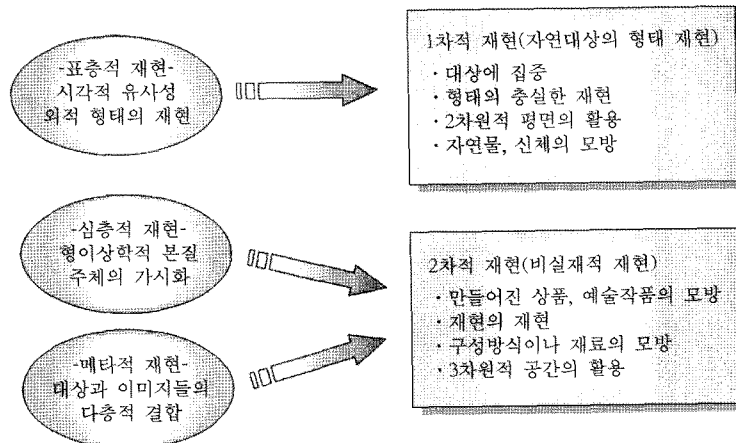 -표층적 재현-
시각적 유사성
외적 형태의 재현
1차적 재현(자연대상의 형태 재현)
· 대상에 집중
· 형태의 충실한 재현
· 2차원적 평면의 활용
· 자연물, 신체의 모방
-심층적 재현-
형이상학적 본질
주체의 가시화
-메타적 재현-
대상과 이미지들의
다층적 결합
2차적 재현(비실재적 재현)
· 만들어진 상품, 예술작품의 모방
· 재현의 재현
· 구성방식이나 재료의 모방
· 3차원적 공간의 활용